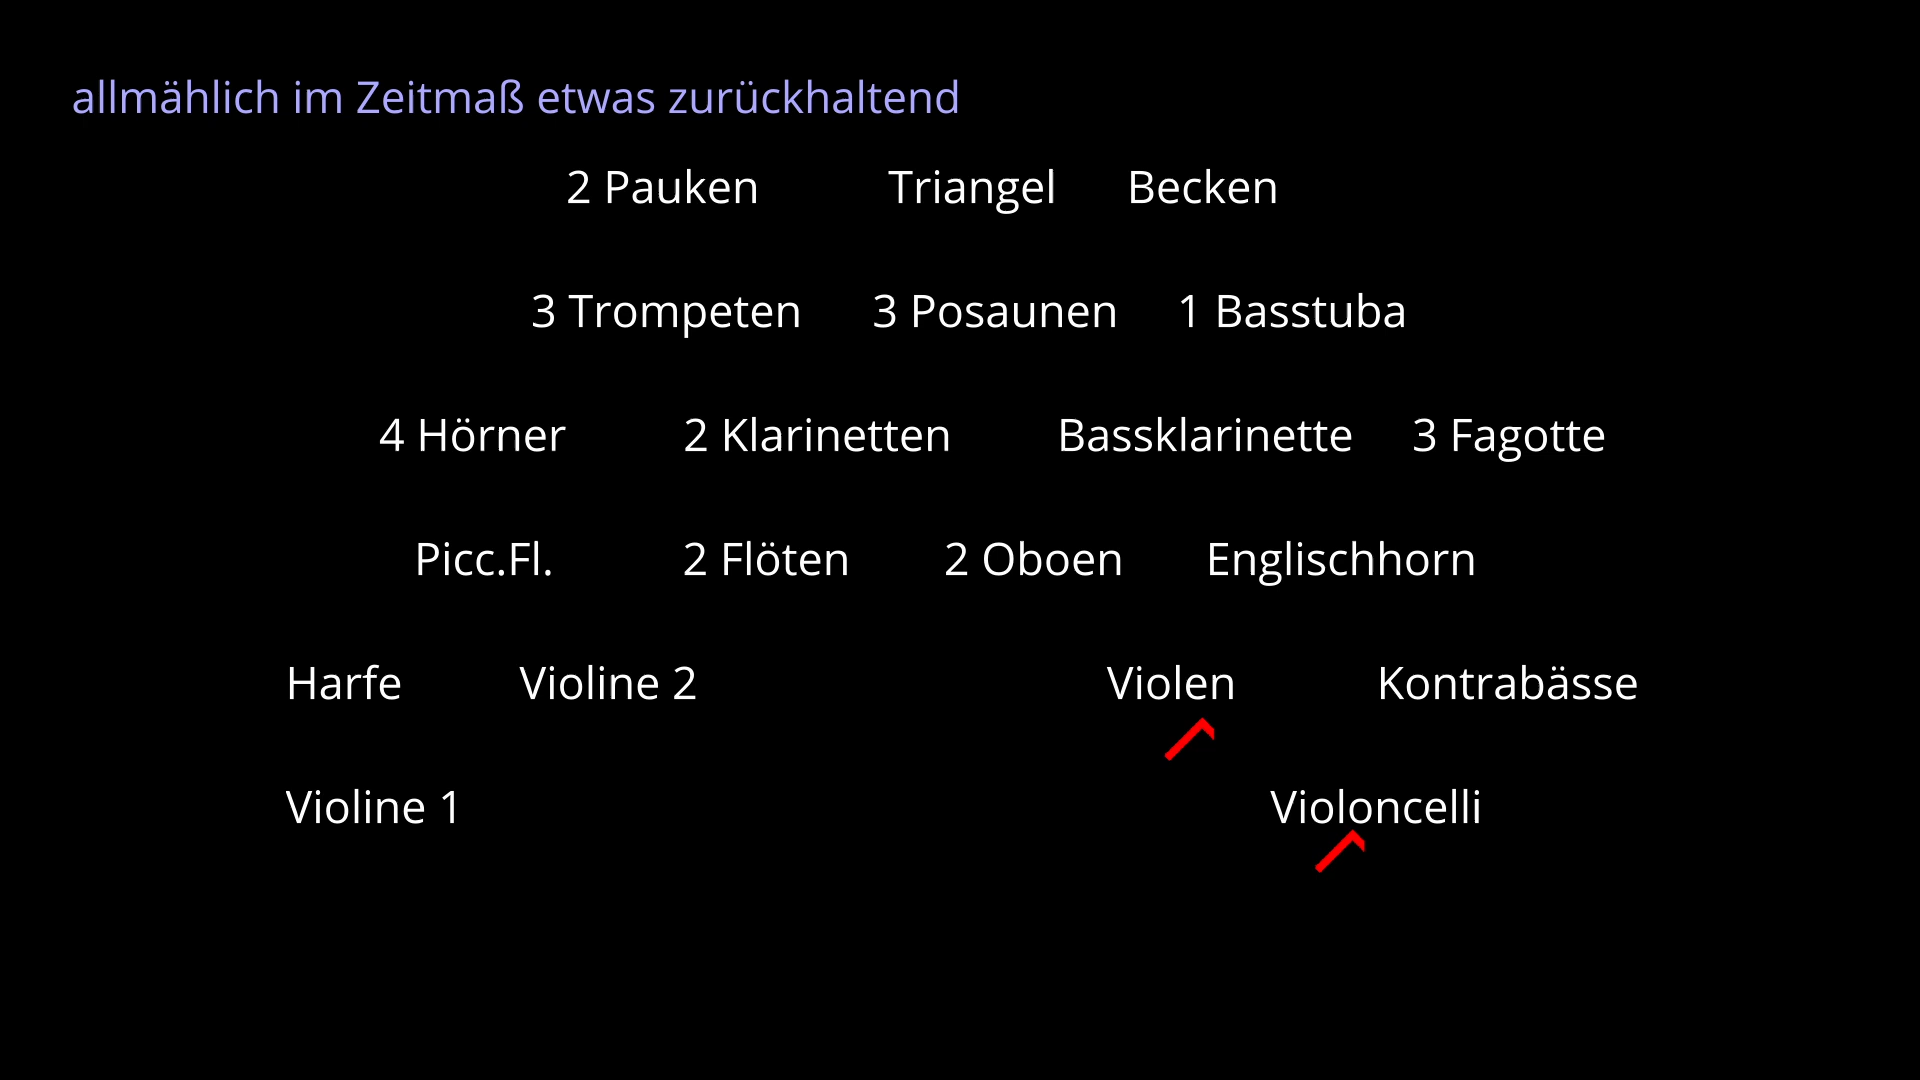 allmählich im Zeitmaß etwas zurückhaltend
2 Pauken Triangel Becken
3 Trompeten 3 Posaunen 1 Basstuba
4 Hörner 2 Klarinetten Bassklarinette 3 Fagotte
Picc.Fl. 2 Flöten 2 Oboen Englischhorn
Harfe Violine 2 Violen Kontrabässe
Violine 1 Violoncelli